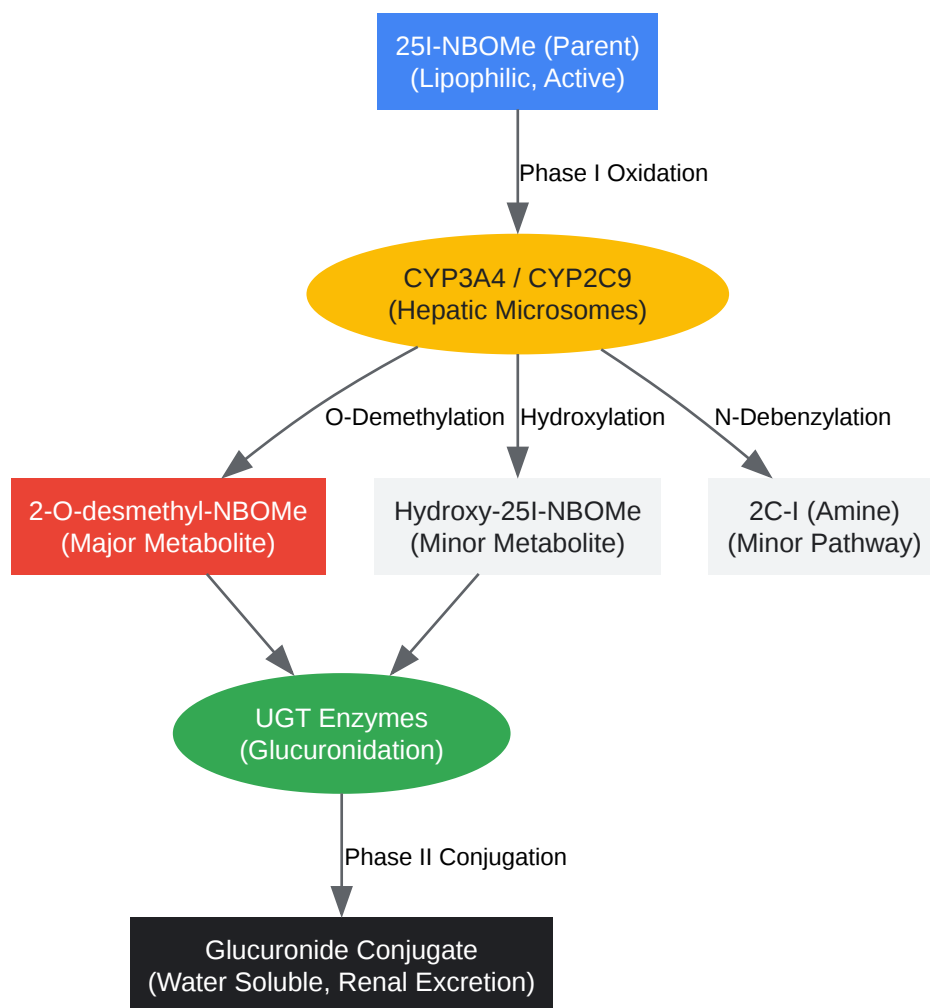 25I-NBOMe (Parent)
(Lipophilic, Active)
Phase I Oxidation
CYP3A4 / CYP2C9
(Hepatic Microsomes)
O-Demethylation
Hydroxylation
N-Debenzylation
2-O-desmethyl-NBOMe
(Major Metabolite)
Hydroxy-25I-NBOMe
(Minor Metabolite)
2C-I (Amine)
(Minor Pathway)
UGT Enzymes
(Glucuronidation)
Phase II Conjugation
Glucuronide Conjugate
(Water Soluble, Renal Excretion)